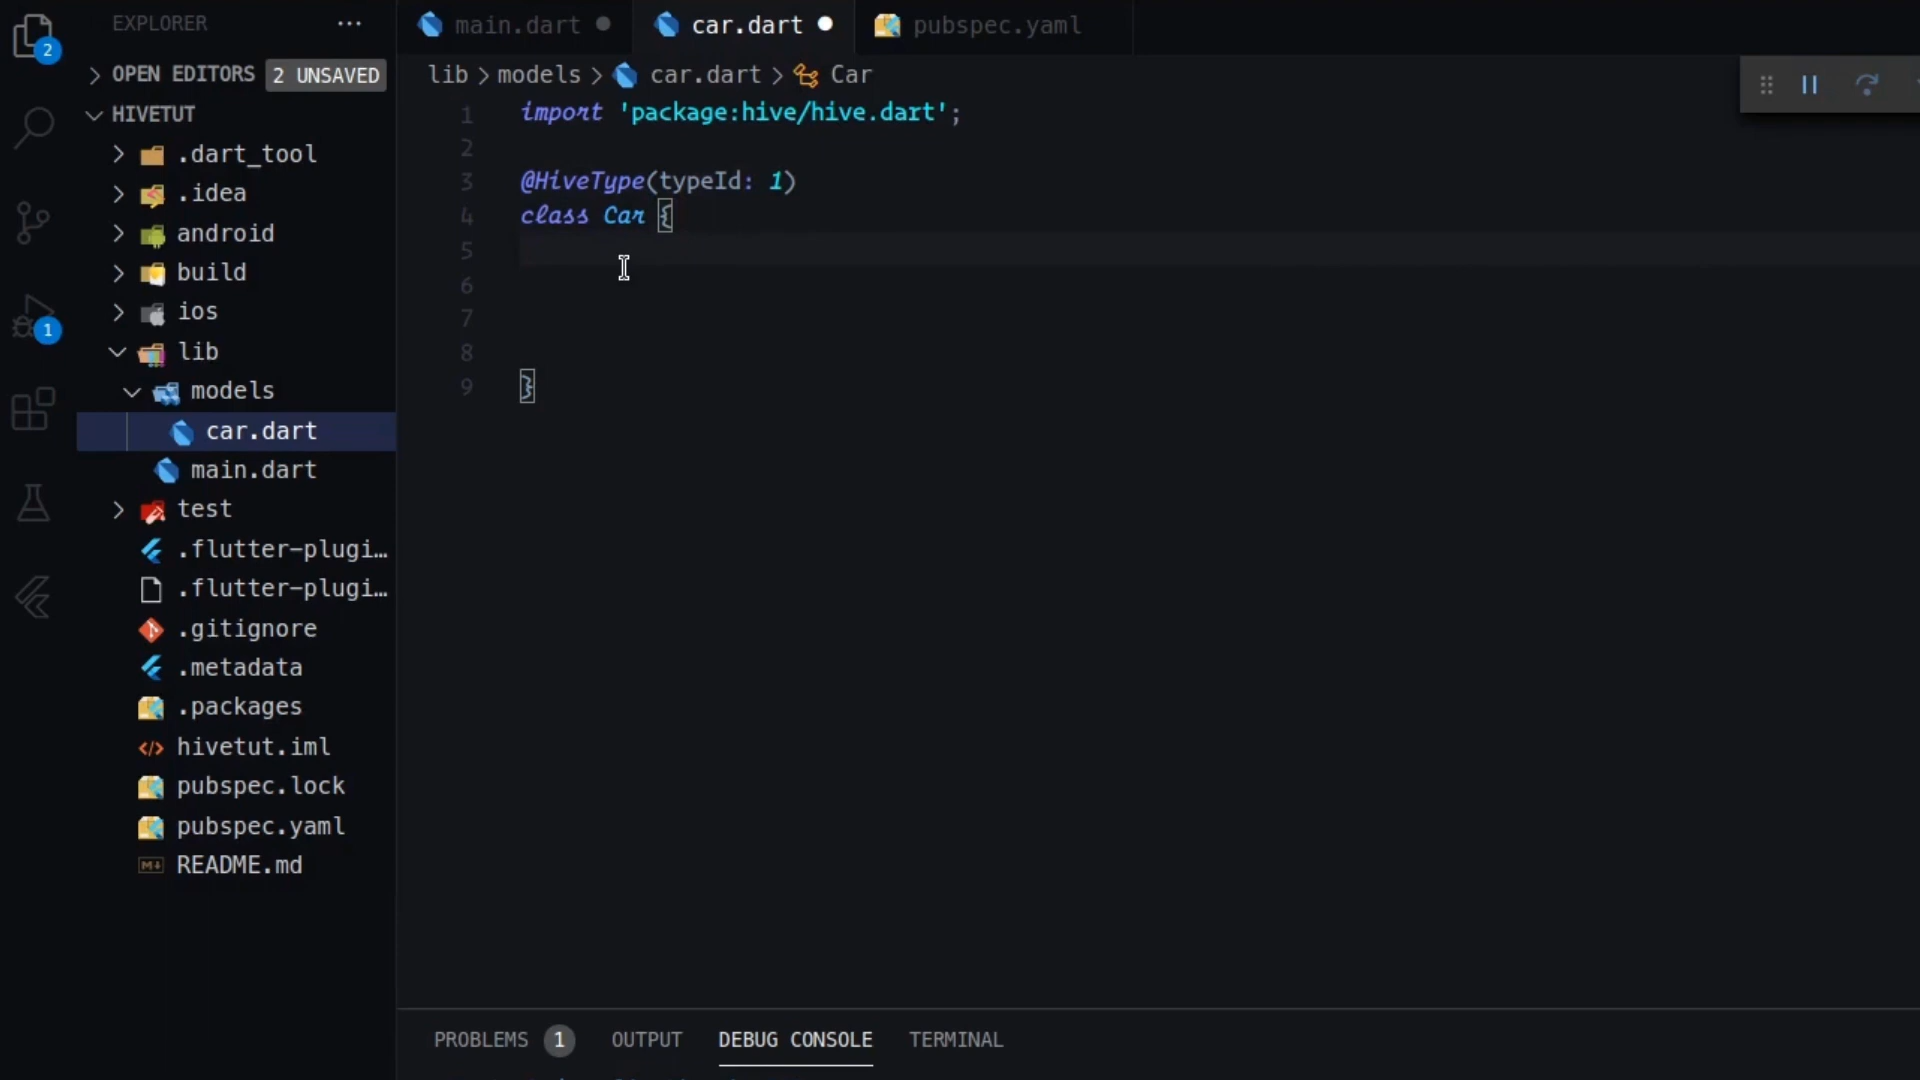 EXPLORER ...
2
OPEN EDITORS 2 UNSAVED
HIVETUT
.dart_tool
.idea
android
build
ios
1
lib
models
car.dart
main.dart
test
.flutter-plugi...
.flutter-plugi...
.gitignore
.metadata
.packages
hivetut.iml
pubspec.lock
pubspec.yaml
README.md
main.dart car.dart pubspec.yaml
lib > models > car.dart > Car
1 import 'package:hive/hive.dart';
2
3 @HiveType(typeId: 1)
4 class Car {
5
6
7
8
9 }
PROBLEMS 1 OUTPUT DEBUG CONSOLE TERMINAL